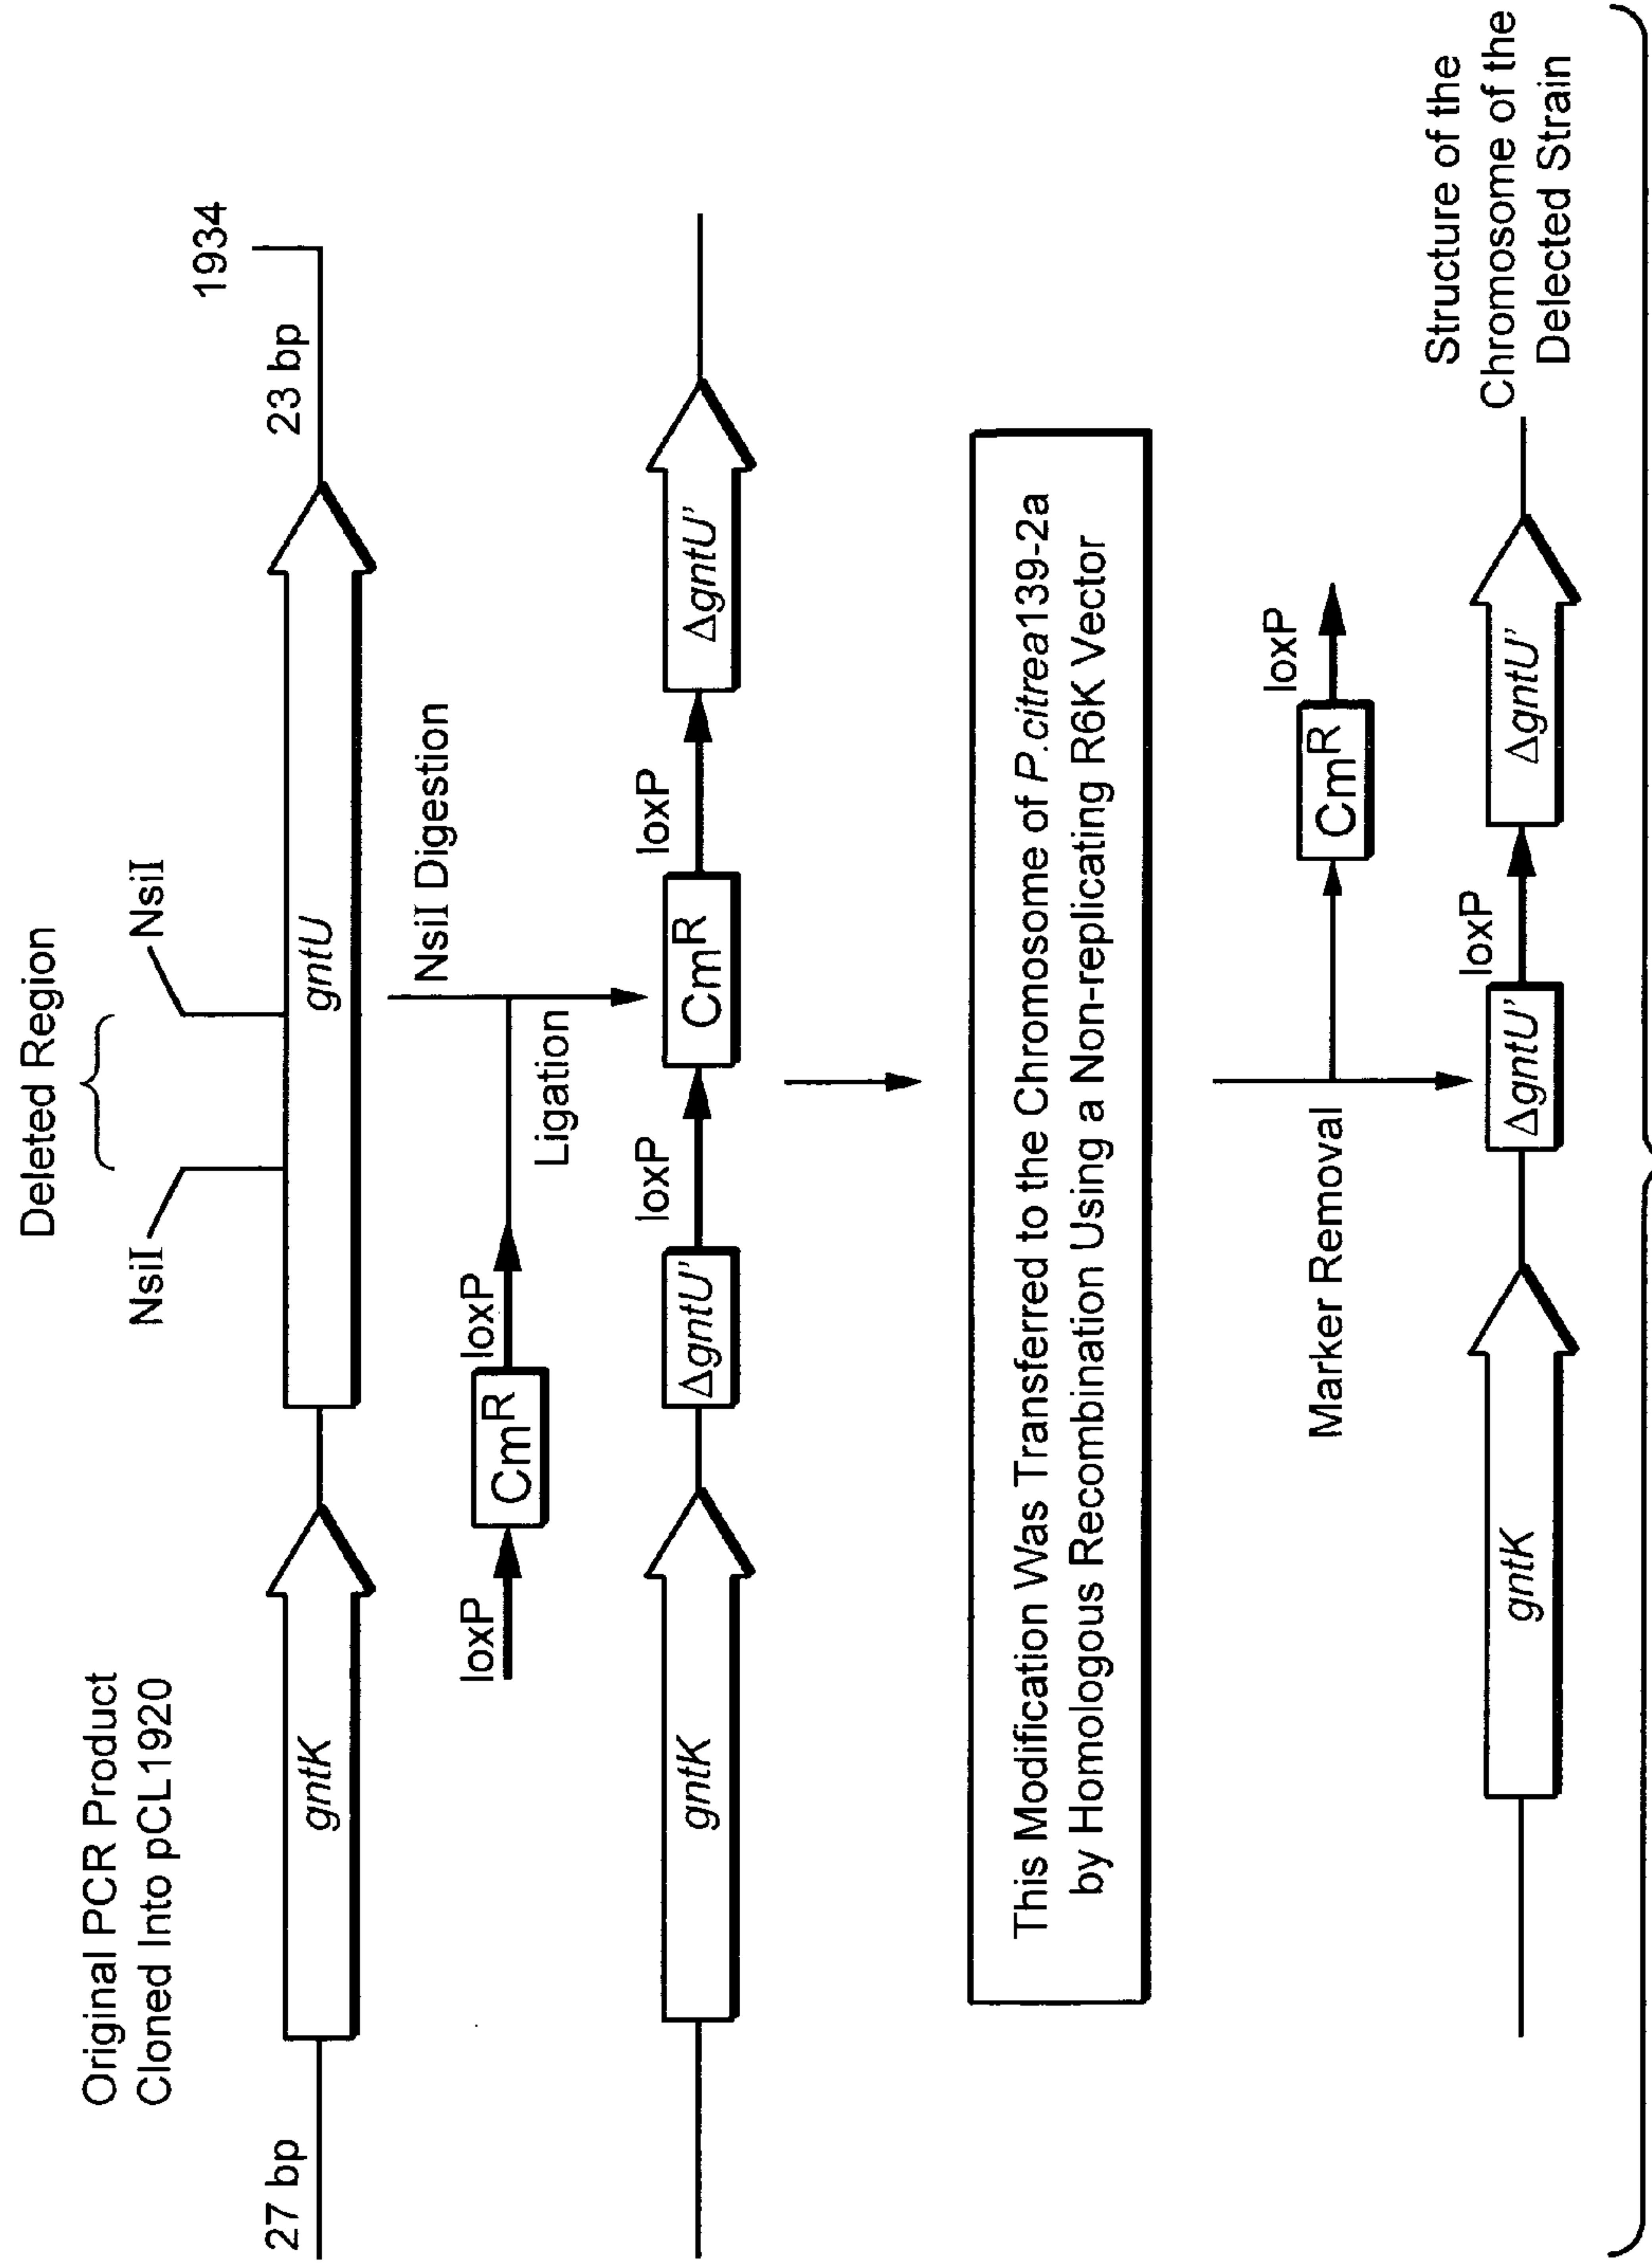 Original PCR Product
Cloned Into pCL1920
Deleted Region
NsiI
NsiI
27 bp
gntK
gntU
23 bp
1934
loxP
CmR
loxP
NsiI Digestion
Ligation
gntK
ΔgntU'
loxP
CmR
loxP
ΔgntU'
This Modification Was Transferred to the Chromosome of P.citrea139-2a
by Homologous Recombination Using a Non-replicating R6K Vector
Marker Removal
CmR
loxP
gntK
ΔgntU'
loxP
ΔgntU'
Structure of the
Chromosome of the
Delected Strain